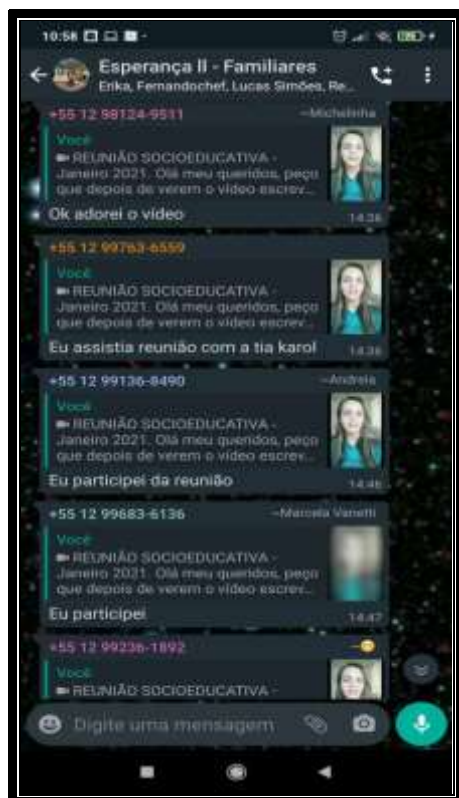 10:58
Esperança II - Familiares
Erika, Fernandochef, Lucas Simões, Re...
+55 12 98124-9511 ~Michelinha
Você
REUNIÃO SOCIOEDUCATIVA -
Janeiro 2021. Olá meu queridos, peço
que depois de verem o vídeo escrev...
Ok adorei o vídeo 14:36
+55 12 99763-6559
Você
REUNIÃO SOCIOEDUCATIVA -
Janeiro 2021. Olá meu queridos, peço
que depois de verem o vídeo escrev...
Eu assistia reunião com a tia karol 14:36
+55 12 99136-8490 ~Andreia
Você
REUNIÃO SOCIOEDUCATIVA -
Janeiro 2021. Olá meu queridos, peço
que depois de verem o vídeo escrev...
Eu participei da reunião 14:46
+55 12 99683-6136 ~Marcela Vanetti
Você
REUNIÃO SOCIOEDUCATIVA -
Janeiro 2021. Olá meu queridos, peço
que depois de verem o vídeo escrev...
Eu participei 14:47
+55 12 99236-1892 ~
Você
REUNIÃO SOCIOEDUCATIVA -
Digite uma mensagem